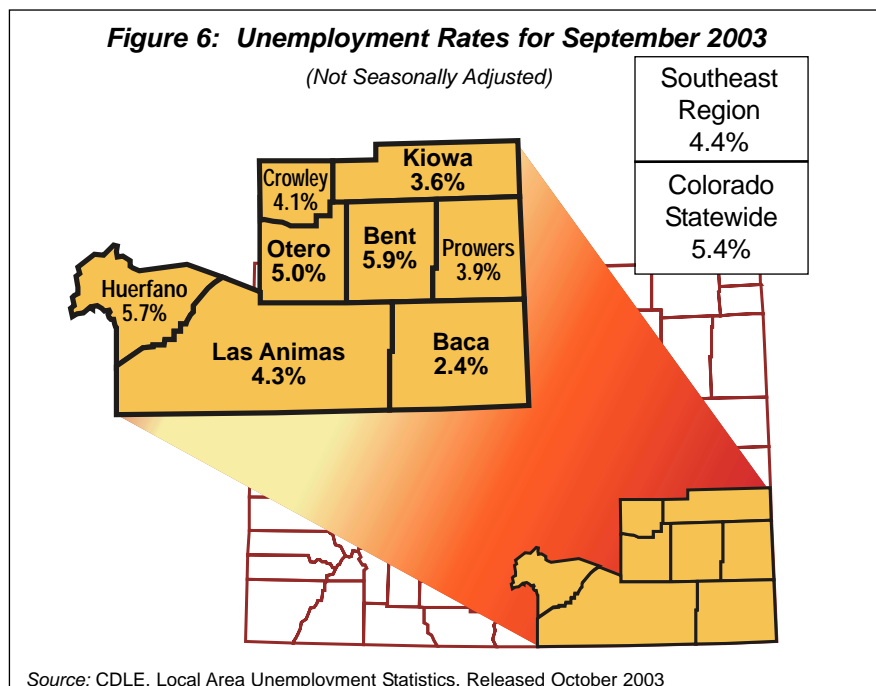 Figure 6: Unemployment Rates for September 2003
(Not Seasonally Adjusted)
Southeast
Region
4.4%
Colorado
Statewide
5.4%
Kiowa
3.6%
Crowley
4.1%
Otero
5.0%
Bent
5.9%
Prowers
3.9%
Huerfano
5.7%
Las Animas
4.3%
Baca
2.4%
Source: CDLE, Local Area Unemployment Statistics, Released October 2003